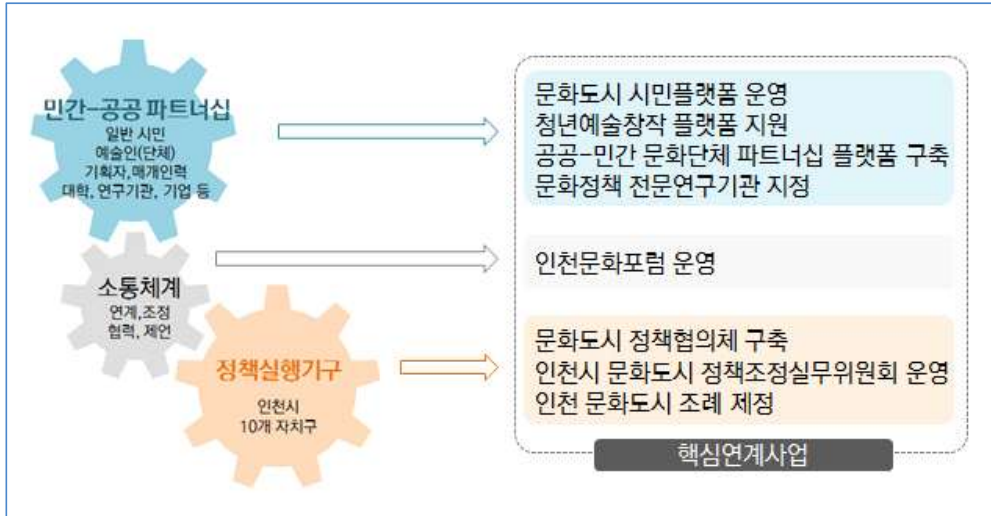 민간-공공 파트너십
일반 시민
예술인(단체)
기획자,매개인력
대학, 연구기관, 기업 등
문화도시 시민플랫폼 운영
청년예술창작 플랫폼 지원
공공-민간 문화단체 파트너십 플랫폼 구축
문화정책 전문연구기관 지정
소통체계
연계,조정
협력, 제언
인천문화포럼 운영
정책실행기구
인천시
10개 자치구
문화도시 정책협의체 구축
인천시 문화도시 정책조정실무위원회 운영
인천 문화도시 조례 제정
핵심연계사업